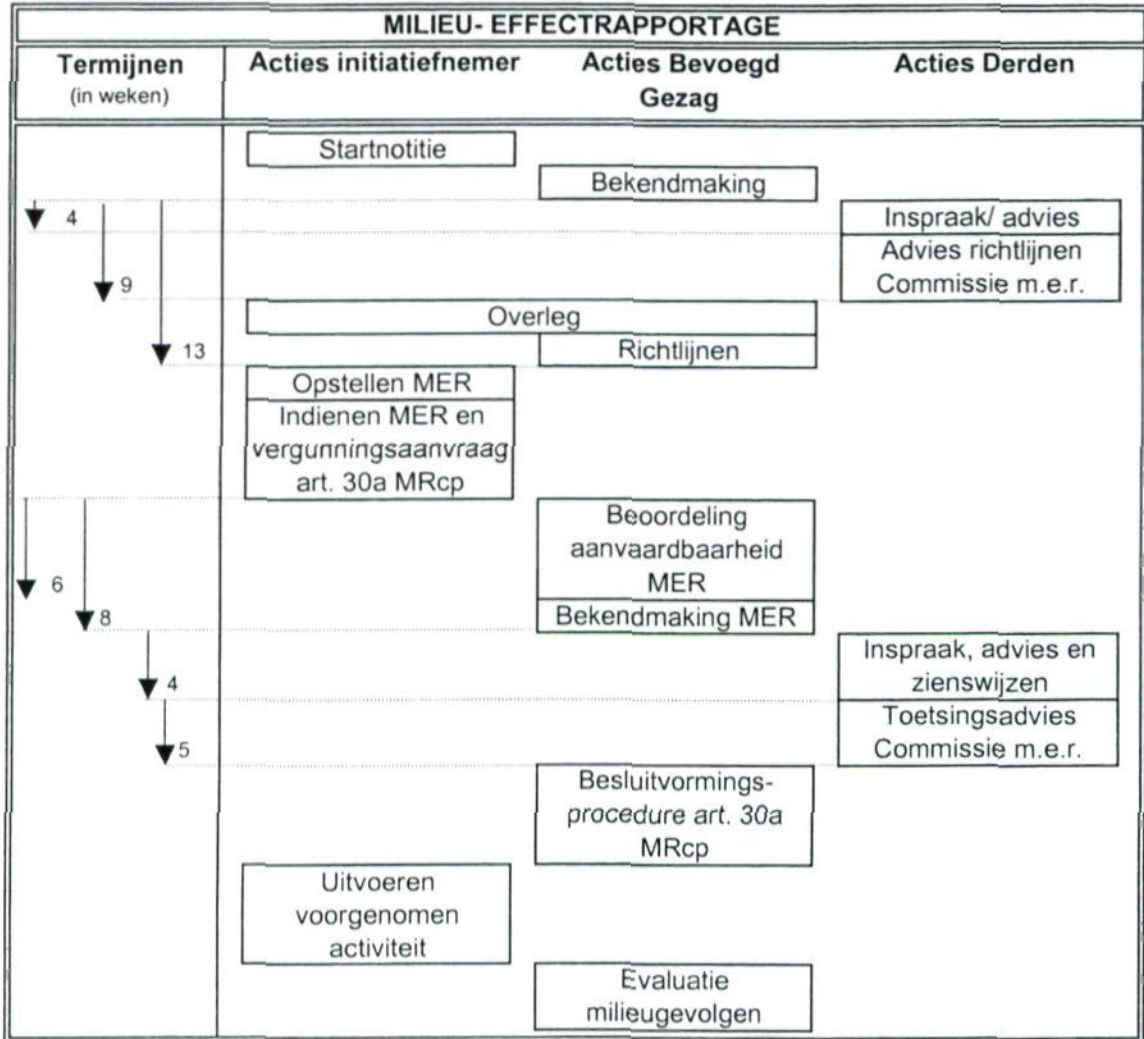 MILIEU- EFFECTRAPPORTAGE
Termijnen
(in weken)
Acties initiatiefnemer
Acties Bevoegd
Gezag
Acties Derden
Startnotitie
Bekendmaking
4
Inspraak/ advies
Advies richtlijnen
Commissie m.e.r.
9
Overleg
13
Richtlijnen
Opstellen MER
Indienen MER en
vergunningsaanvraag
art. 30a MRcp
Beoordeling
aanvaardbaarheid
MER
6
8
Bekendmaking MER
4
Inspraak, advies en
zienswijzen
5
Toetsingsadvies
Commissie m.e.r.
Besluitvormings-
procedure art. 30a
MRcp
Uitvoeren
voorgenomen
activiteit
Evaluatie
milieugevolgen